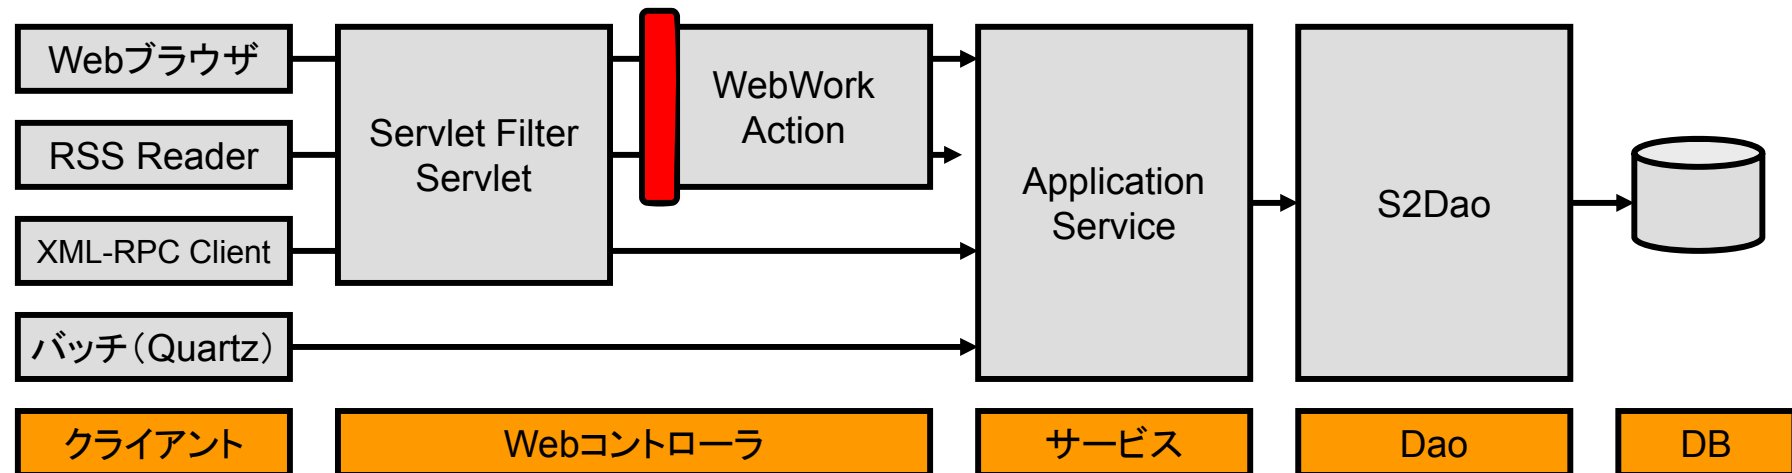 Webブラウザ
RSS Reader
XML-RPC Client
バッチ（Quartz）
Servlet Filter
Servlet
WebWork
Action
Application
Service
S2Dao
クライアント
Webコントローラ
サービス
Dao
DB